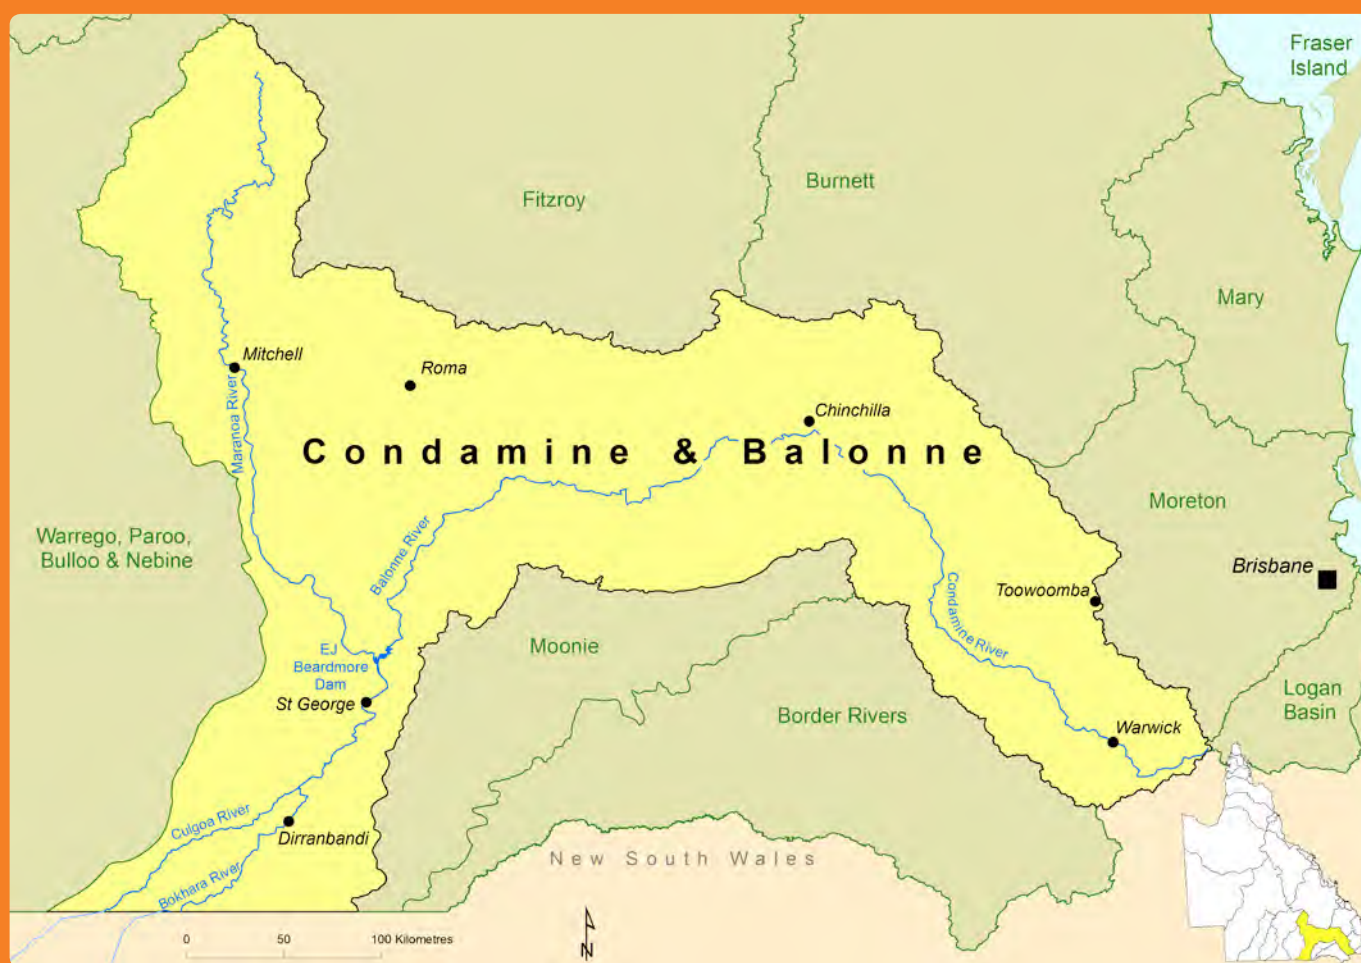 Fraser
Island
Burnett
Fitzroy
Mary
Mitchell
Roma
Chinchilla
Maranoa River
Condamine & Balonne
Moreton
Warrego, Paroo,
Bulloo & Nebine
Balonne River
Brisbane
Condamine River
Toowoomba
EJ
Beardmore
Dam
Moonie
St George
Border Rivers
Logan
Basin
Warwick
Culgoa River
Dirranbandi
Bokhara River
New South Wales
0 50 100 Kilometres
N